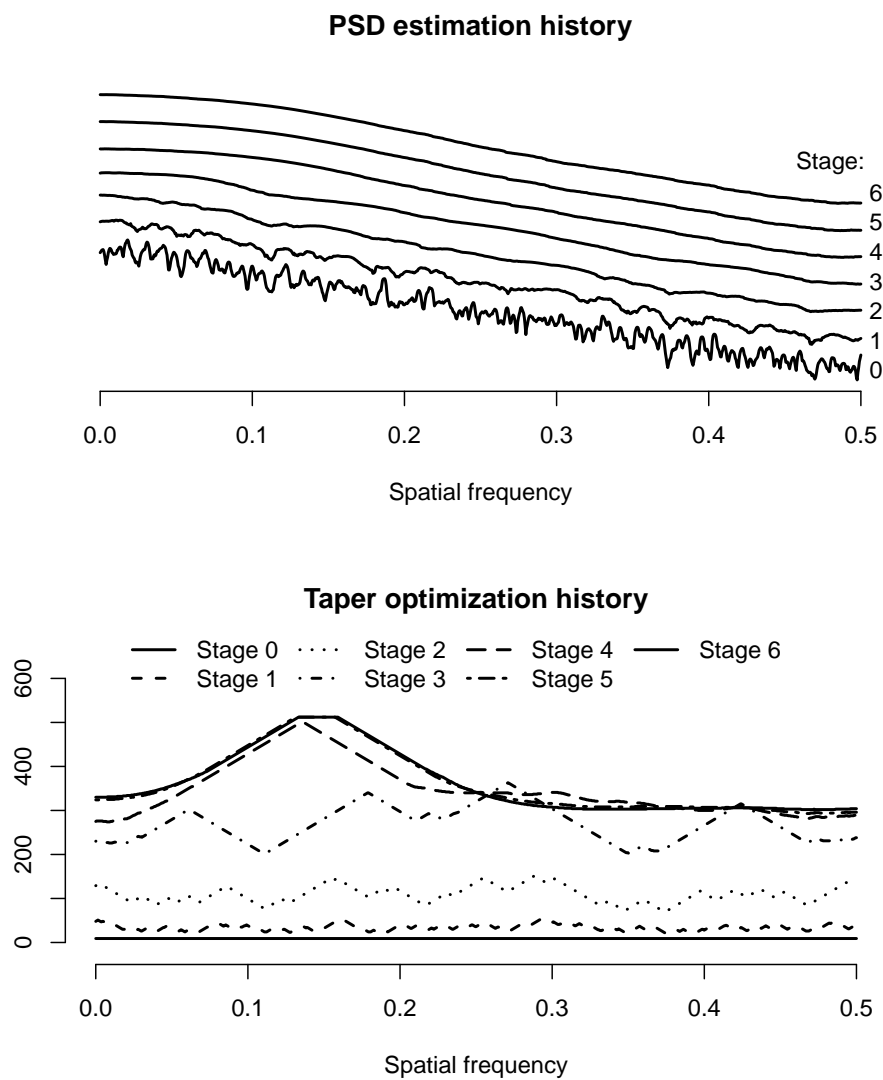 PSD estimation history
Stage:
6
5
4
3
2
1
0
0.0 0.1 0.2 0.3 0.4 0.5
Spatial frequency
Taper optimization history
Stage 0 Stage 2 Stage 4 Stage 6
Stage 1 Stage 3 Stage 5
600
400
200
0
0.0 0.1 0.2 0.3 0.4 0.5
Spatial frequency